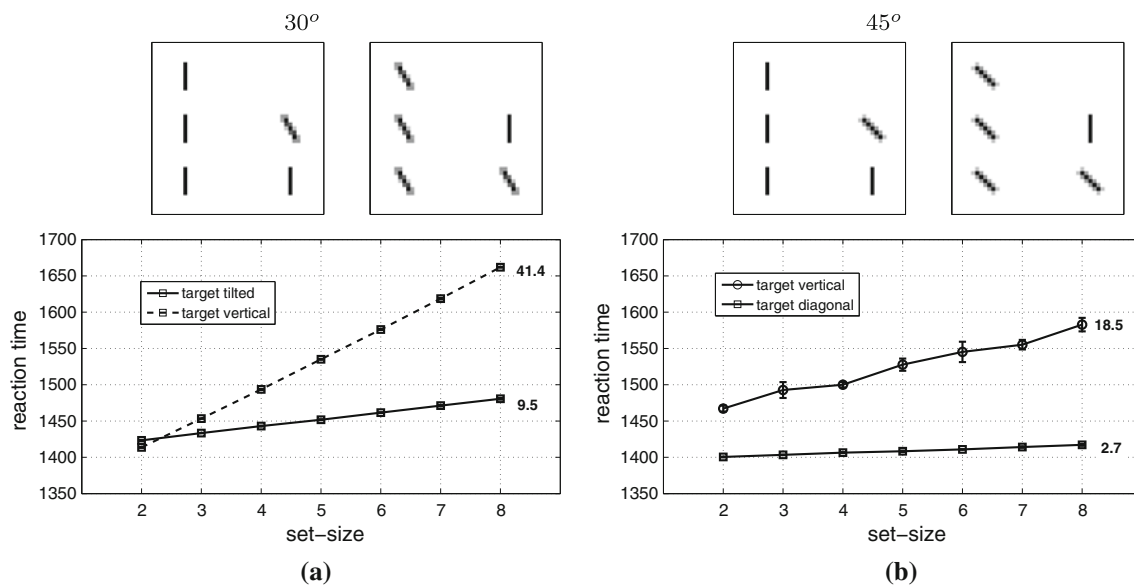 30°
45°
1700
1650
1600
1550
1500
1450
1400
1350
reaction time
target tilted
target vertical
41.4
9.5
2 3 4 5 6 7 8
set-size
(a)
1700
1650
1600
1550
1500
1450
1400
1350
reaction time
target vertical
target diagonal
18.5
2.7
2 3 4 5 6 7 8
set-size
(b)